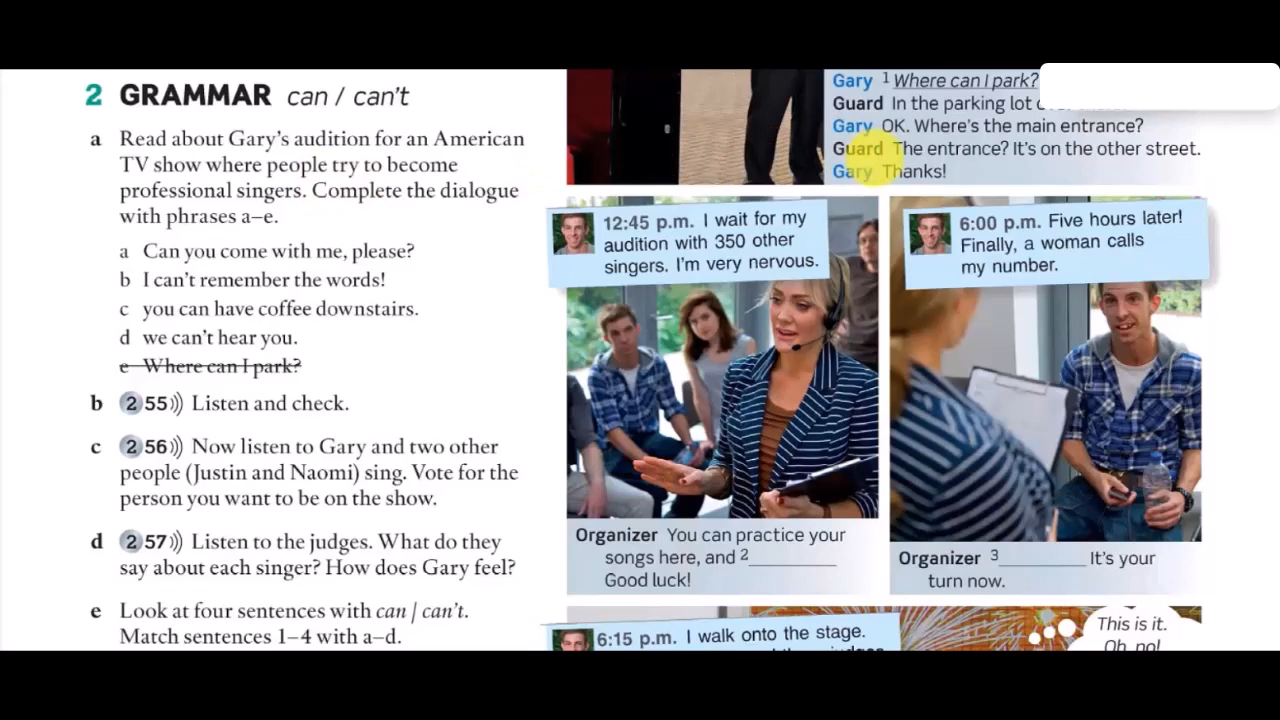 2 GRAMMAR can / can't
a Read about Gary's audition for an American
TV show where people try to become
professional singers. Complete the dialogue
with phrases a–e.
a Can you come with me, please?
b I can't remember the words!
c you can have coffee downstairs.
d we can't hear you.
e Where can I park?
b 2 55 Listen and check.
c 2 56 Now listen to Gary and two other
people (Justin and Naomi) sing. Vote for the
person you want to be on the show.
d 2 57 Listen to the judges. What do they
say about each singer? How does Gary feel?
e Look at four sentences with can / can't.
Match sentences 1–4 with a–d.
Gary 1 Where can I park?
Guard In the parking lot
Gary OK. Where's the main entrance?
Guard The entrance? It's on the other street.
Gary Thanks!
12:45 p.m. I wait for my
audition with 350 other
singers. I'm very nervous.
Organizer You can practice your
songs here, and 2________
Good luck!
6:00 p.m. Five hours later!
Finally, a woman calls
my number.
Organizer 3________ It's your
turn now.
6:15 p.m. I walk onto the stage.
This is it.
Oh, no!